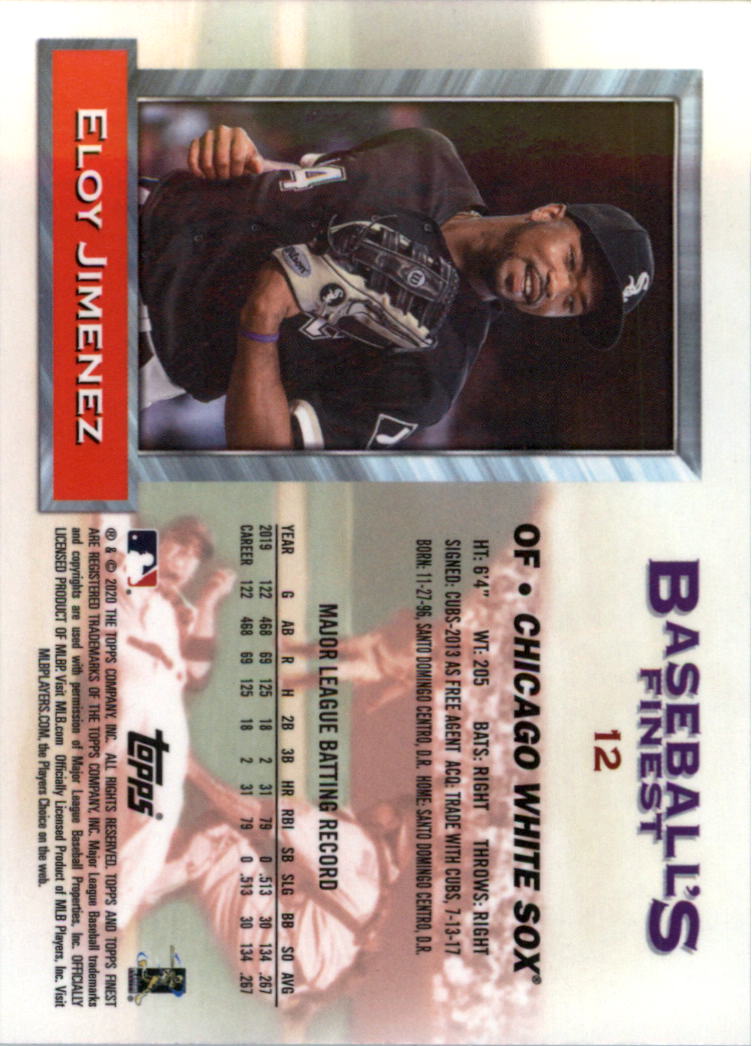 BASEBALL'S
FINEST
12
OF • CHICAGO WHITE SOX®
HT: 6'4" WT: 205 BATS: RIGHT THROWS: RIGHT
SIGNED: CUBS-2013 AS FREE AGENT ACQ: TRADE WITH CUBS, 7-13-17
BORN: 11-27-96, SANTO DOMINGO CENTRO, D.R. HOME: SANTO DOMINGO CENTRO, D.R.
MAJOR LEAGUE BATTING RECORD
YEAR G AB R H 2B 3B HR RBI SB SLG BB SO AVG
2019 122 468 69 125 18 2 31 79 0 .513 30 134 .267
CAREER 122 468 69 125 18 2 31 79 0 .513 30 134 .267
topps®
® & © 2020 THE TOPPS COMPANY, INC. ALL RIGHTS RESERVED. TOPPS AND TOPPS FINEST
ARE REGISTERED TRADEMARKS OF THE TOPPS COMPANY, INC. Major League Baseball trademarks
and copyrights are used with permission of Major League Baseball Properties, Inc. OFFICIALLY
LICENSED PRODUCT OF MLBP. Visit MLB.com Officially Licensed Product of MLB Players, Inc. Visit
MLBPLAYERS.COM, the Players Choice on the web.
Sox
4
Wilson
Sox
ELOY JIMENEZ